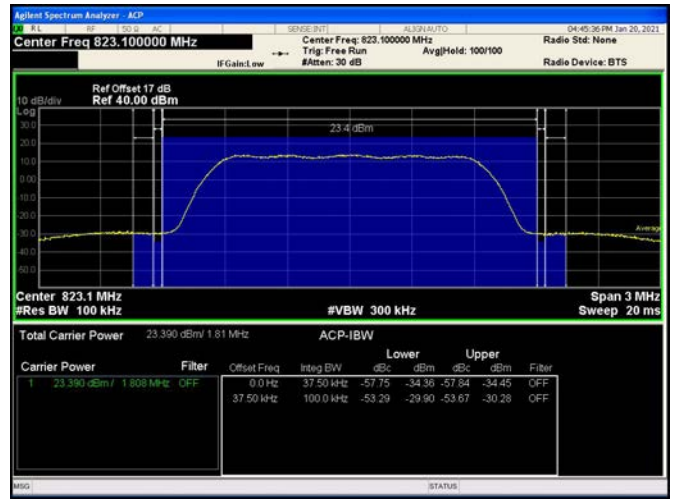 Agilent Spectrum Analyzer - ACP
RL RF 50 Ω AC SENSE:INT ALIGN AUTO 04:45:36 PM Jan 20, 2021
Center Freq 823.100000 MHz Center Freq: 823.100000 MHz Radio Std: None
Trig: Free Run Avg|Hold: 100/100
IFGain:Low #Atten: 30 dB Radio Device: BTS
Ref Offset 17 dB
10 dB/div Ref 40.00 dBm
Log
30.0
23.4 dBm
20.0
10.0
0.00
-10.0
-20.0
Average
-30.0
-40.0
-50.0
Center 823.1 MHz Span 3 MHz
#Res BW 100 kHz #VBW 300 kHz Sweep 20 ms
Total Carrier Power 23.390 dBm/ 1.81 MHz ACP-IBW
Lower Upper
Carrier Power Filter Offset Freq Integ BW dBc dBm dBc dBm Filter
1 23.390 dBm / 1.808 MHz OFF 0.0 Hz 37.50 kHz -57.75 -34.36 -57.84 -34.45 OFF
37.50 kHz 100.0 kHz -53.29 -29.90 -53.67 -30.28 OFF
MSG STATUS